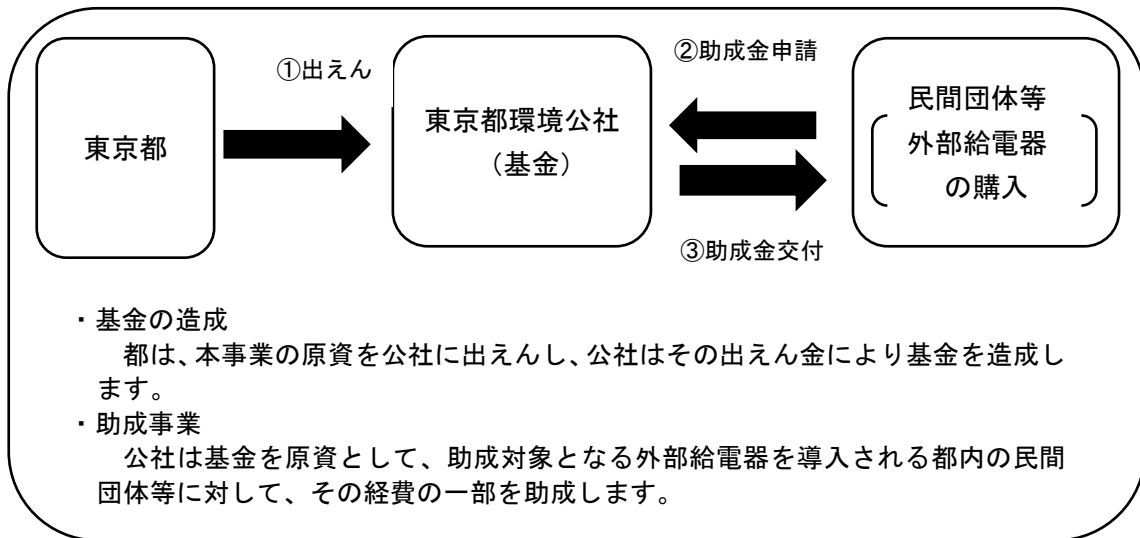 東京都
①出えん
東京都環境公社
（基金）
②助成金申請
③助成金交付
民間団体等
外部給電器
の購入
・基金の造成
都は、本事業の原資を公社に出えんし、公社はその出えん金により基金を造成し
ます。
・助成事業
公社は基金を原資として、助成対象となる外部給電器を導入される都内の民間
団体等に対して、その経費の一部を助成します。